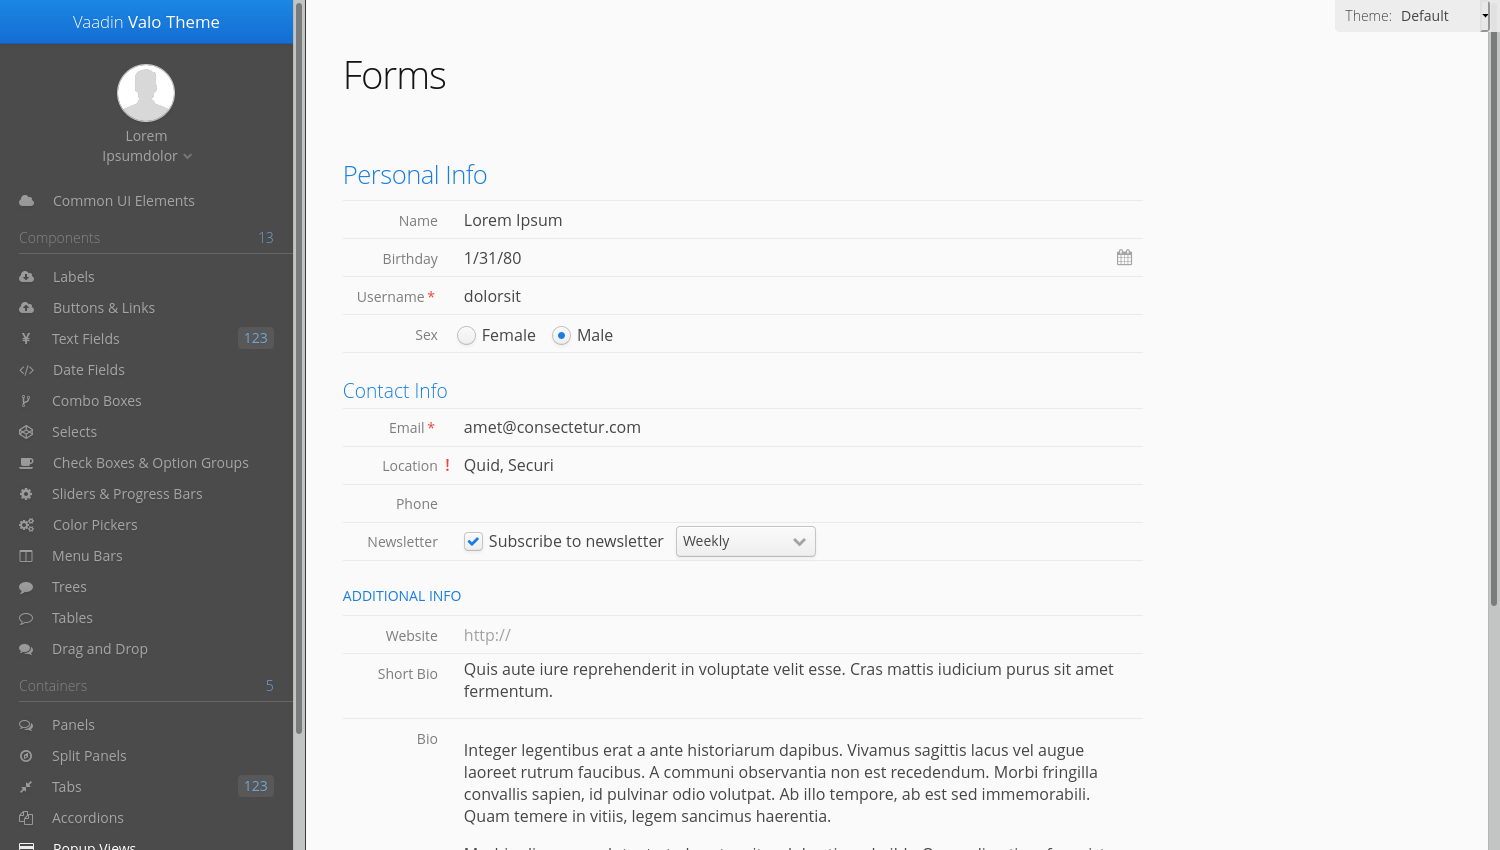 Vaadin Valo Theme
Lorem
Ipsumdolor
Common UI Elements
Components 13
Labels
Buttons & Links
Text Fields 123
Date Fields
Combo Boxes
Selects
Check Boxes & Option Groups
Sliders & Progress Bars
Color Pickers
Menu Bars
Trees
Tables
Drag and Drop
Containers 5
Panels
Split Panels
Tabs 123
Accordions
Popup Views
Theme: Default
Forms
Personal Info
Name Lorem Ipsum
Birthday 1/31/80
Username * dolorsit
Sex Female Male
Contact Info
Email * amet@consectetur.com
Location ! Quid, Securi
Phone
Newsletter Subscribe to newsletter Weekly
ADDITIONAL INFO
Website http://
Short Bio Quis aute iure reprehenderit in voluptate velit esse. Cras mattis iudicium purus sit amet
fermentum.
Bio
Integer legentibus erat a ante historiarum dapibus. Vivamus sagittis lacus vel augue
laoreet rutrum faucibus. A communi observantia non est recedendum. Morbi fringilla
convallis sapien, id pulvinar odio volutpat. Ab illo tempore, ab est sed immemorabili.
Quam temere in vitiis, legem sancimus haerentia.